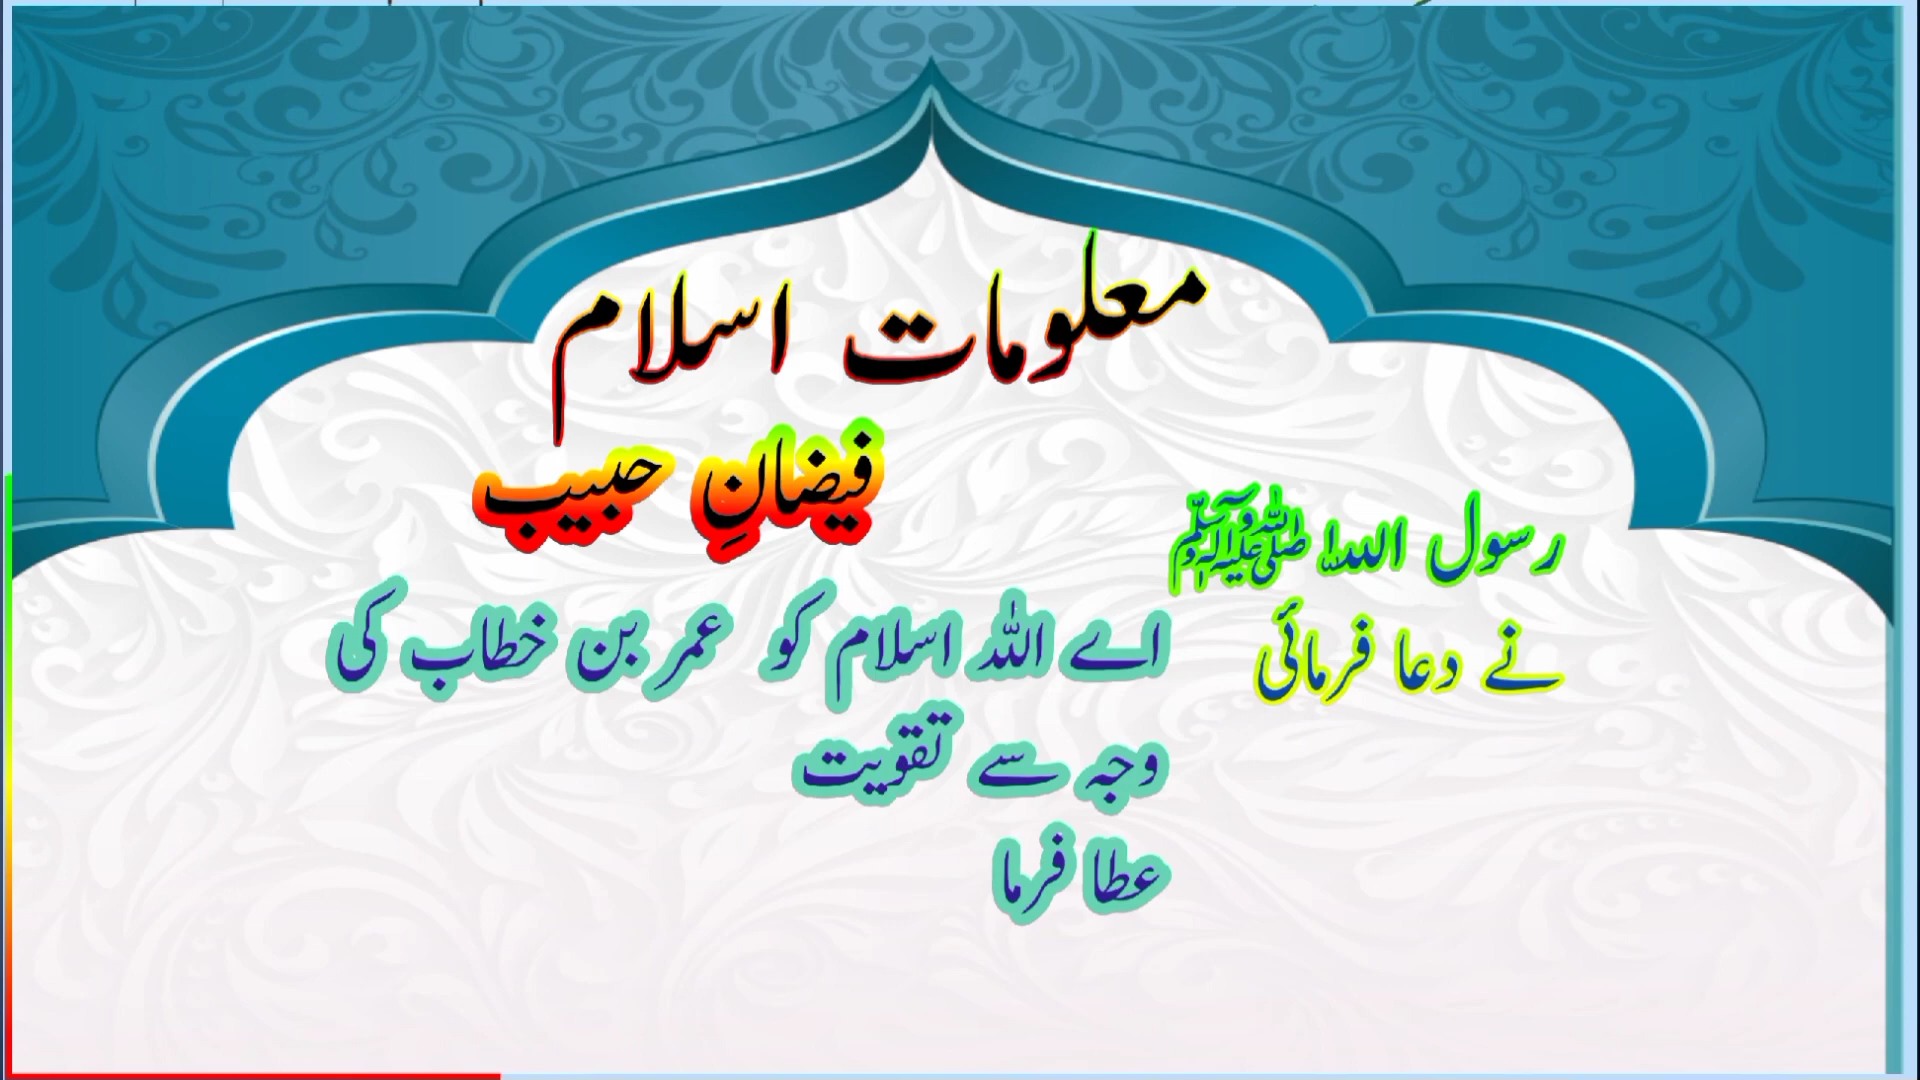 معلومات اسلام
فیضانِ حبیب
رسول اللہ ﷺ
نے دعا فرمائی
اے اللہ اسلام کو عمر بن خطاب کی
وجہ سے تقویت
عطا فرما